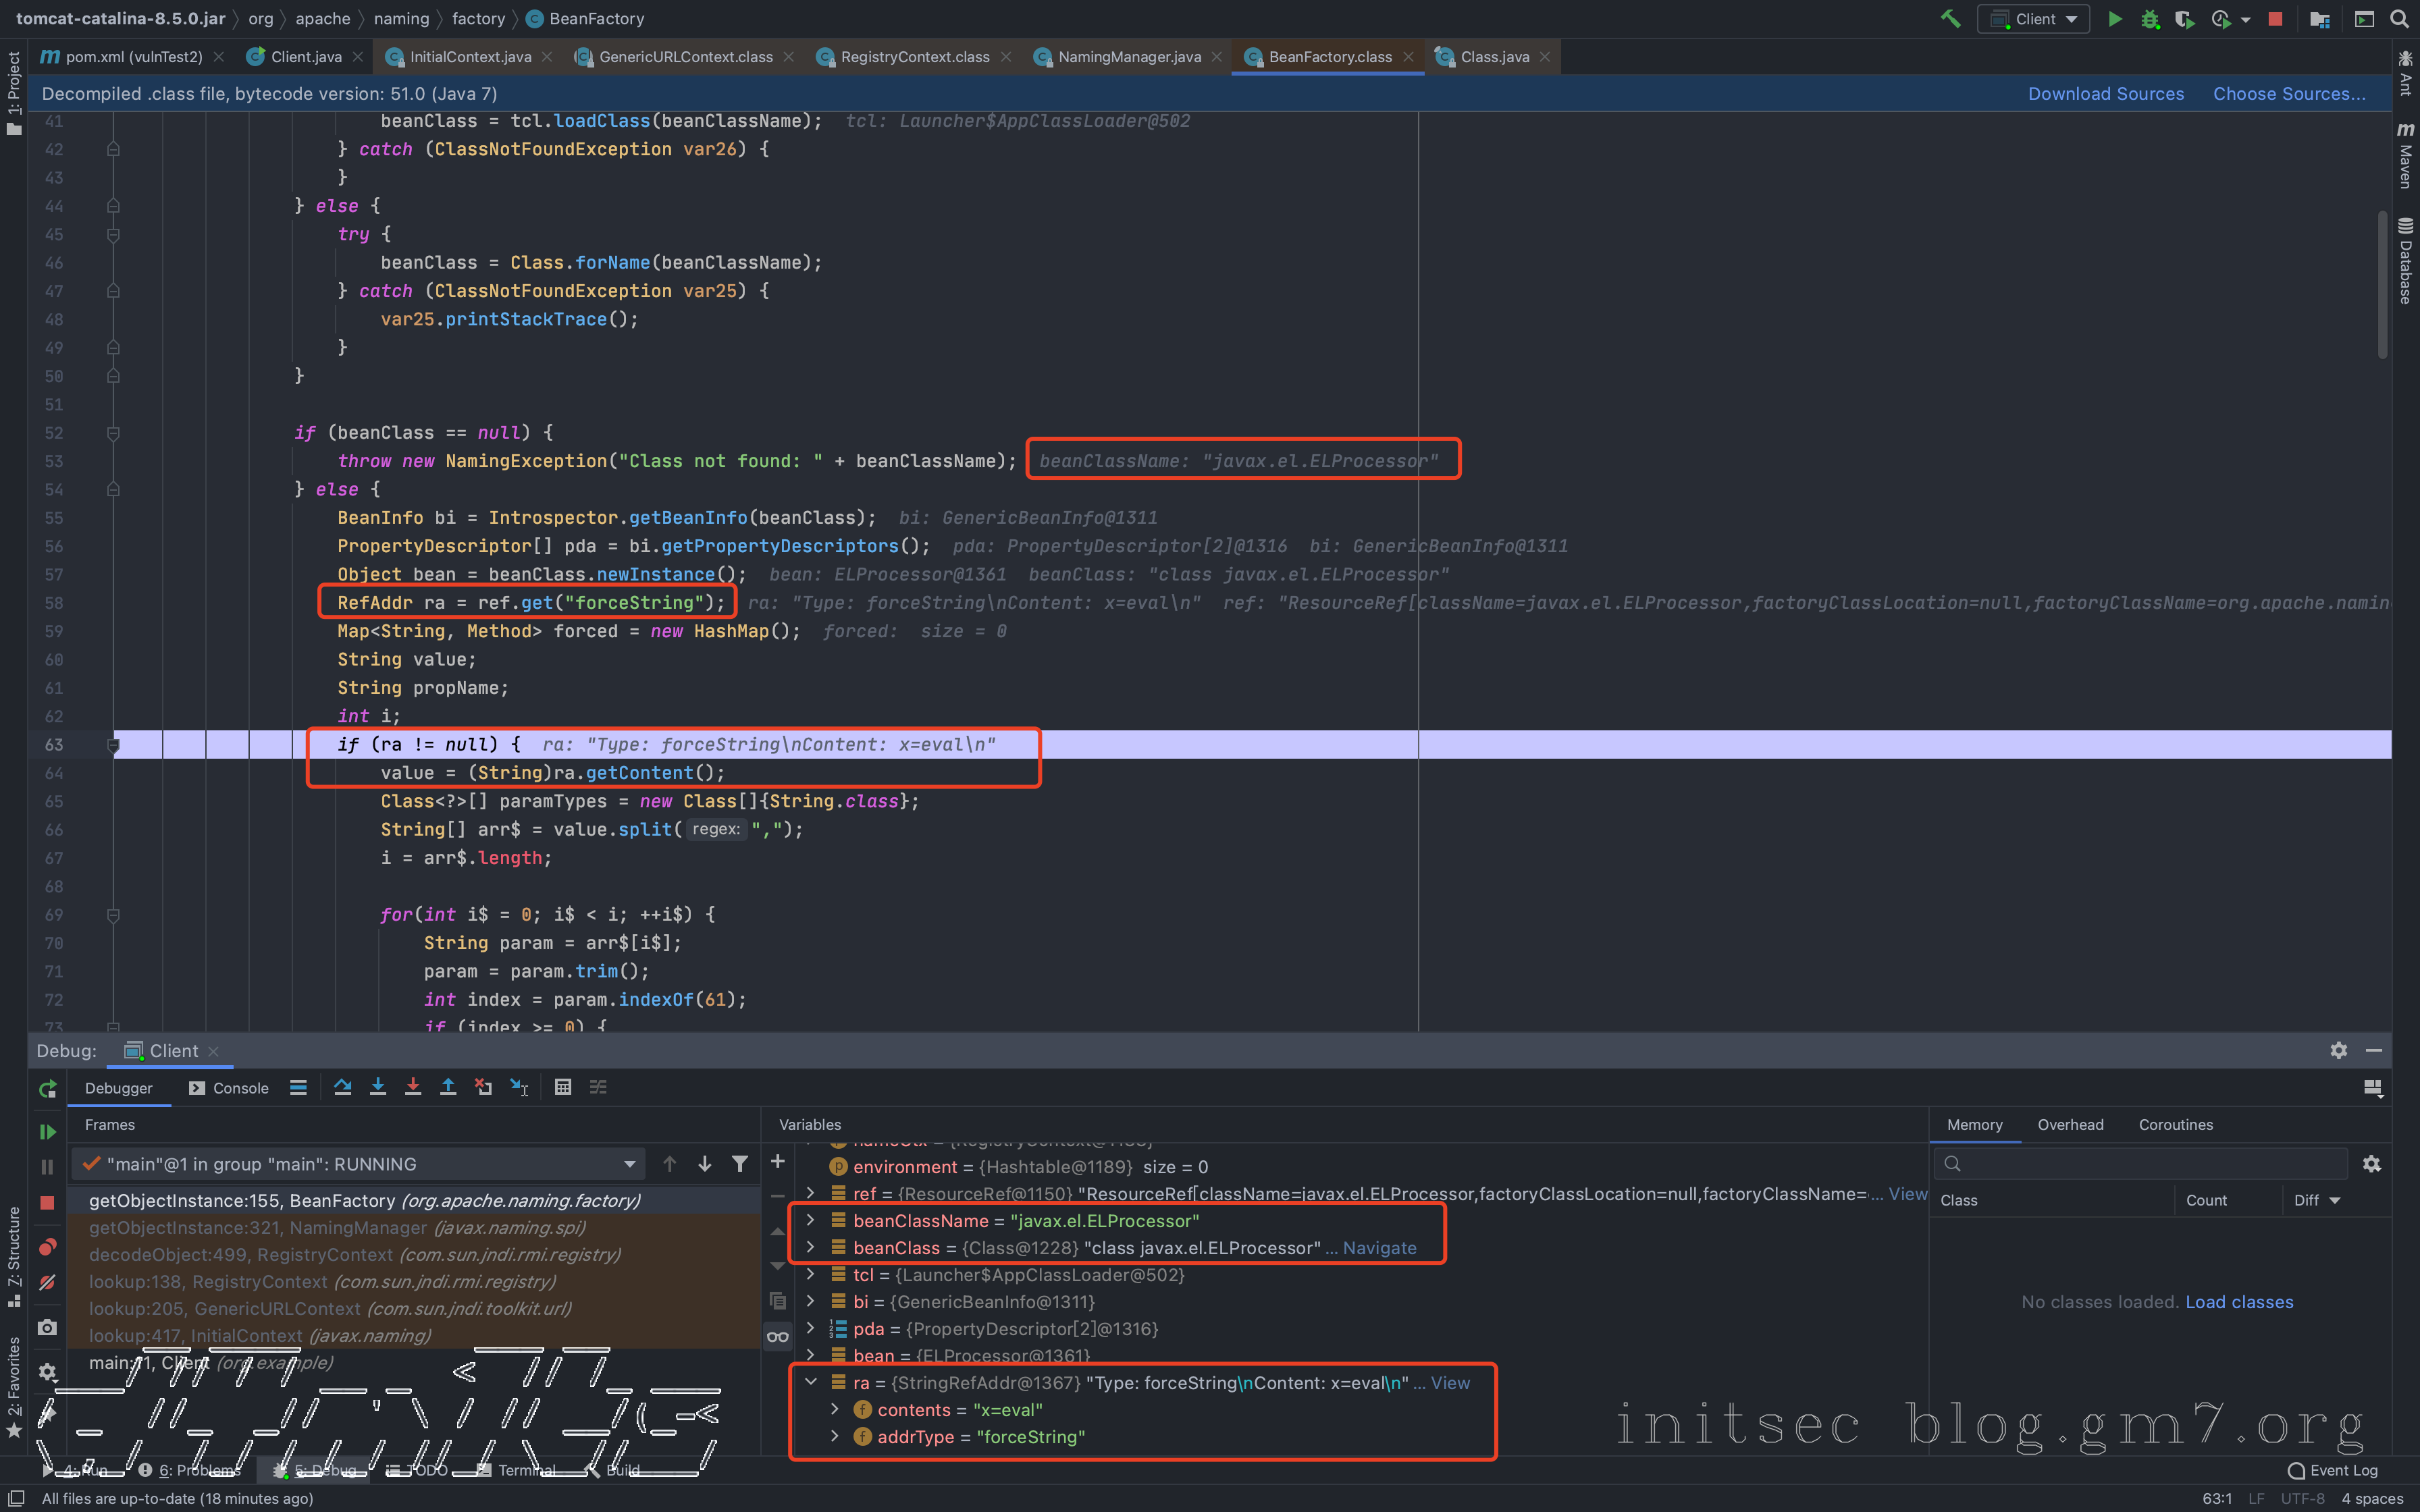 tomcat-catalina-8.5.0.jar 〉 org 〉 apache 〉 naming 〉 factory 〉 BeanFactory
Client
pom.xml (vulnTest2)
Client.java
InitialContext.java
GenericURLContext.class
RegistryContext.class
NamingManager.java
BeanFactory.class
Class.java
Decompiled .class file, bytecode version: 51.0 (Java 7)
Download Sources
Choose Sources...
41 beanClass = tcl.loadClass(beanClassName); tcl: Launcher$AppClassLoader@502
42 } catch (ClassNotFoundException var26) {
43 }
44 } else {
45 try {
46 beanClass = Class.forName(beanClassName);
47 } catch (ClassNotFoundException var25) {
48 var25.printStackTrace();
49 }
50 }
51
52 if (beanClass == null) {
53 throw new NamingException("Class not found: " + beanClassName); beanClassName: "javax.el.ELProcessor"
54 } else {
55 BeanInfo bi = Introspector.getBeanInfo(beanClass); bi: GenericBeanInfo@1311
56 PropertyDescriptor[] pda = bi.getPropertyDescriptors(); pda: PropertyDescriptor[2]@1316 bi: GenericBeanInfo@1311
57 Object bean = beanClass.newInstance(); bean: ELProcessor@1361 beanClass: "class javax.el.ELProcessor"
58 RefAddr ra = ref.get("forceString"); ra: "Type: forceString\nContent: x=eval\n" ref: "ResourceRef[className=javax.el.ELProcessor,factoryClassLocation=null,factoryClassName=org.apache.namin
59 Map<String, Method> forced = new HashMap(); forced: size = 0
60 String value;
61 String propName;
62 int i;
63 if (ra != null) { ra: "Type: forceString\nContent: x=eval\n"
64 value = (String)ra.getContent();
65 Class<?>[] paramTypes = new Class[]{String.class};
66 String[] arr$ = value.split( regex: ",");
67 i = arr$.length;
68
69 for(int i$ = 0; i$ < i; ++i$) {
70 String param = arr$[i$];
71 param = param.trim();
72 int index = param.indexOf(61);
73 if (index >= 0) {
1: Project
7: Structure
2: Favorites
Ant
Maven
Database
Debug:
Client
Debugger
Console
Frames
"main"@1 in group "main": RUNNING
getObjectInstance:155, BeanFactory (org.apache.naming.factory)
getObjectInstance:321, NamingManager (javax.naming.spi)
decodeObject:499, RegistryContext (com.sun.jndi.rmi.registry)
lookup:138, RegistryContext (com.sun.jndi.rmi.registry)
lookup:205, GenericURLContext (com.sun.jndi.toolkit.url)
lookup:417, InitialContext (javax.naming)
main:11, Client (org.example)
Variables
environment = {Hashtable@1189} size = 0
ref = {ResourceRef@1150} "ResourceRef[className=javax.el.ELProcessor,factoryClassLocation=null,factoryClassName= ... View
beanClassName = "javax.el.ELProcessor"
beanClass = {Class@1228} "class javax.el.ELProcessor" ... Navigate
tcl = {Launcher$AppClassLoader@502}
bi = {GenericBeanInfo@1311}
pda = {PropertyDescriptor[2]@1316}
bean = {ELProcessor@1361}
ra = {StringRefAddr@1367} "Type: forceString\nContent: x=eval\n" ... View
contents = "x=eval"
addrType = "forceString"
Memory
Overhead
Coroutines
Class
Count
Diff
No classes loaded. Load classes
initsec blog.gm7.org
4: Run
6: Problems
5: Debug
TODO
Terminal
Build
Event Log
All files are up-to-date (18 minutes ago)
63:1 LF UTF-8 4 spaces